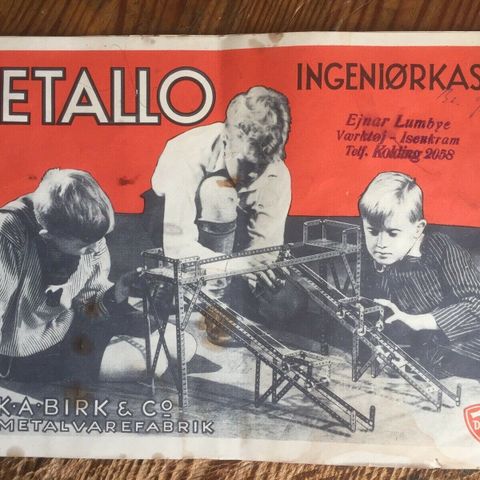 ETALLO
INGENIØRKAS
Ejnar Lumbye
Værktøj - Isenkram
Telf. Kolding 2058
K·A·BIRK & Co
METALVAREFABRIK